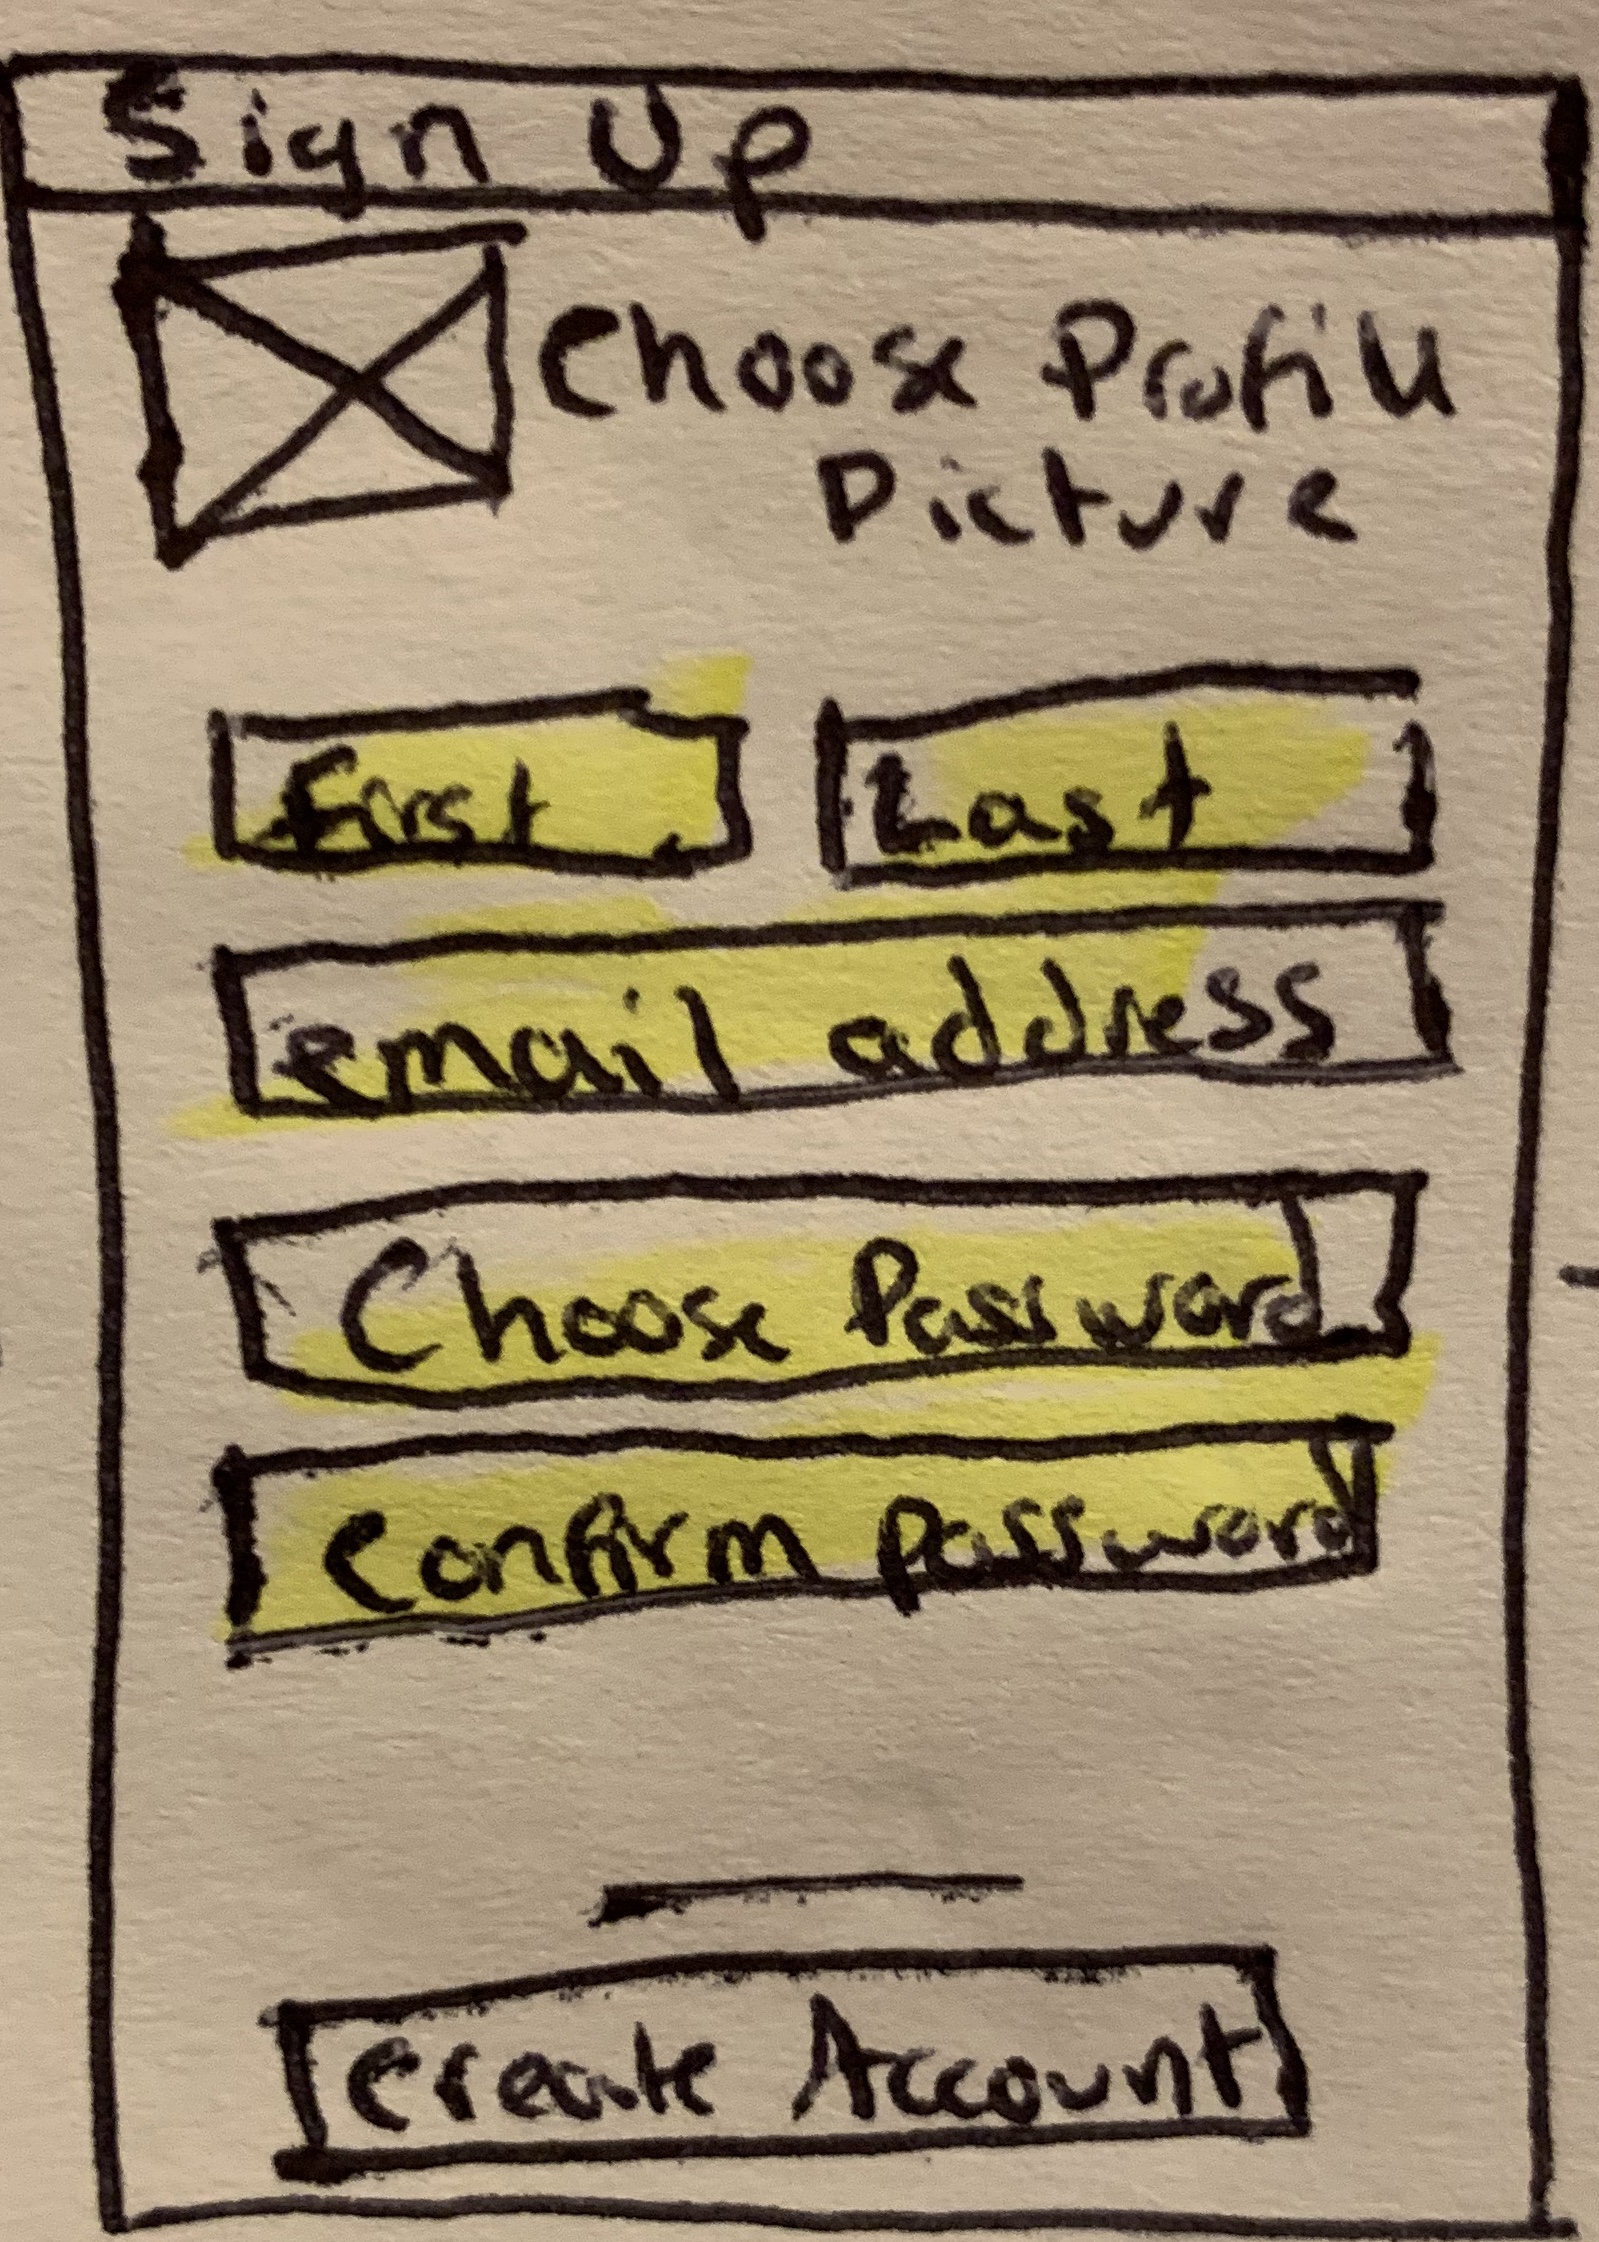 Sign Up
Choose Profile
Picture
First Last
email address
Choose Password
Confirm password
Create Account